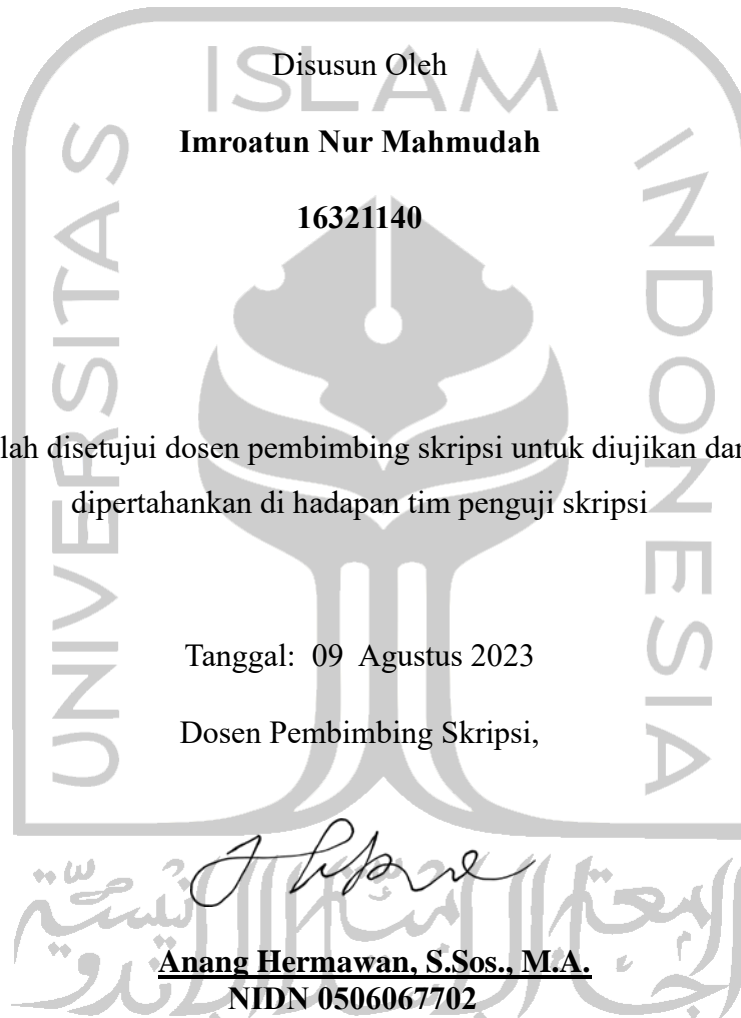 Disusun Oleh
Imroatun Nur Mahmudah
16321140
lah disetujui dosen pembimbing skripsi untuk diujikan dan
dipertahankan di hadapan tim penguji skripsi
Tanggal: 09 Agustus 2023
Dosen Pembimbing Skripsi,
Anang Hermawan, S.Sos., M.A.
NIDN 0506067702
UNIVERSITAS
ISLAM
INDONESIA